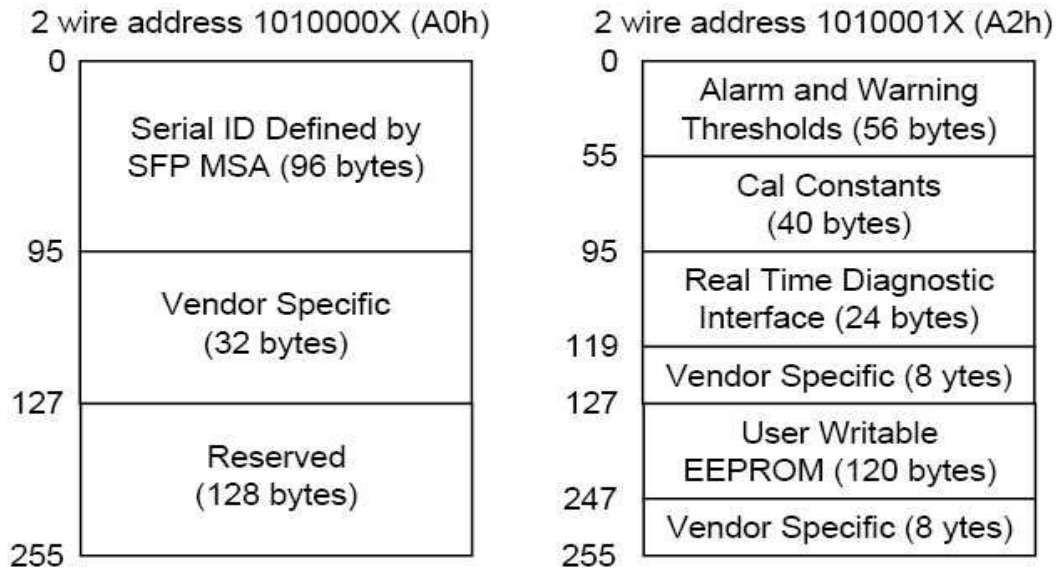 2 wire address 1010000X (A0h)
0
Serial ID Defined by
SFP MSA (96 bytes)
95
Vendor Specific
(32 bytes)
127
Reserved
(128 bytes)
255
2 wire address 1010001X (A2h)
0
Alarm and Warning
Thresholds (56 bytes)
55
Cal Constants
(40 bytes)
95
Real Time Diagnostic
Interface (24 bytes)
119
Vendor Specific (8 ytes)
127
User Writable
EEPROM (120 bytes)
247
Vendor Specific (8 ytes)
255